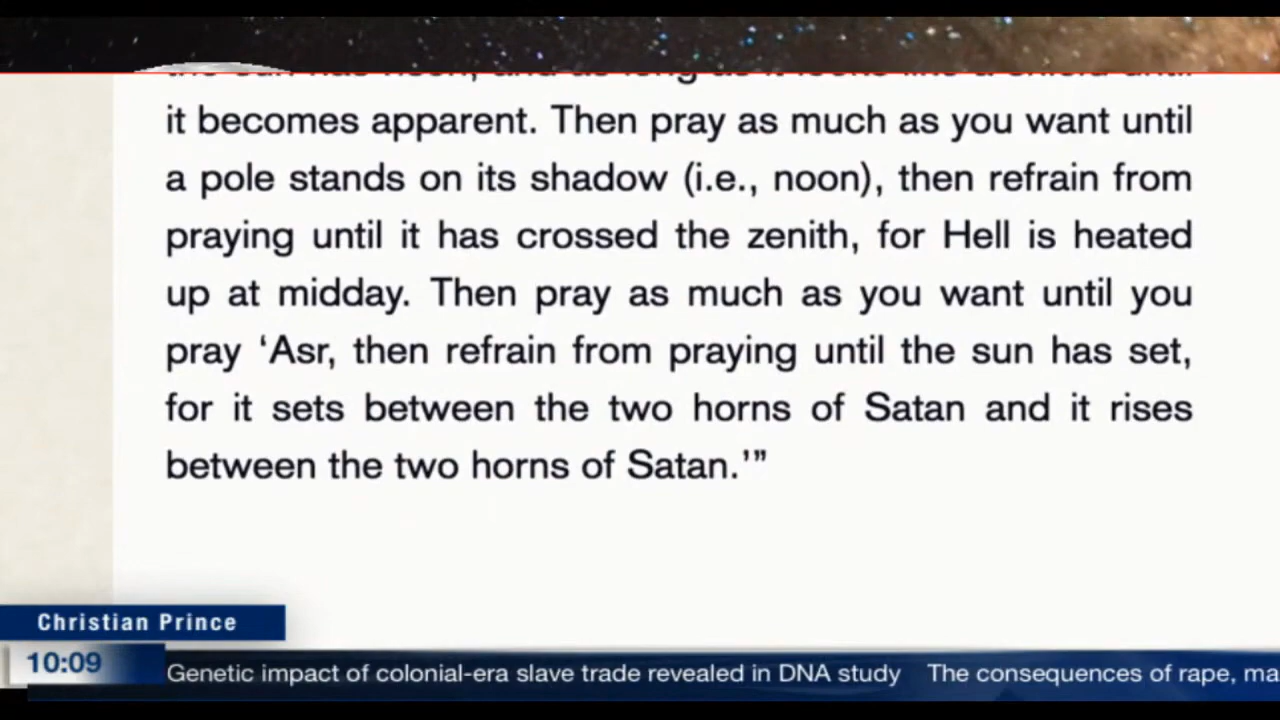 it becomes apparent. Then pray as much as you want until
a pole stands on its shadow (i.e., noon), then refrain from
praying until it has crossed the zenith, for Hell is heated
up at midday. Then pray as much as you want until you
pray ‘Asr, then refrain from praying until the sun has set,
for it sets between the two horns of Satan and it rises
between the two horns of Satan.’”
Christian Prince
10:09
Genetic impact of colonial-era slave trade revealed in DNA study The consequences of rape,